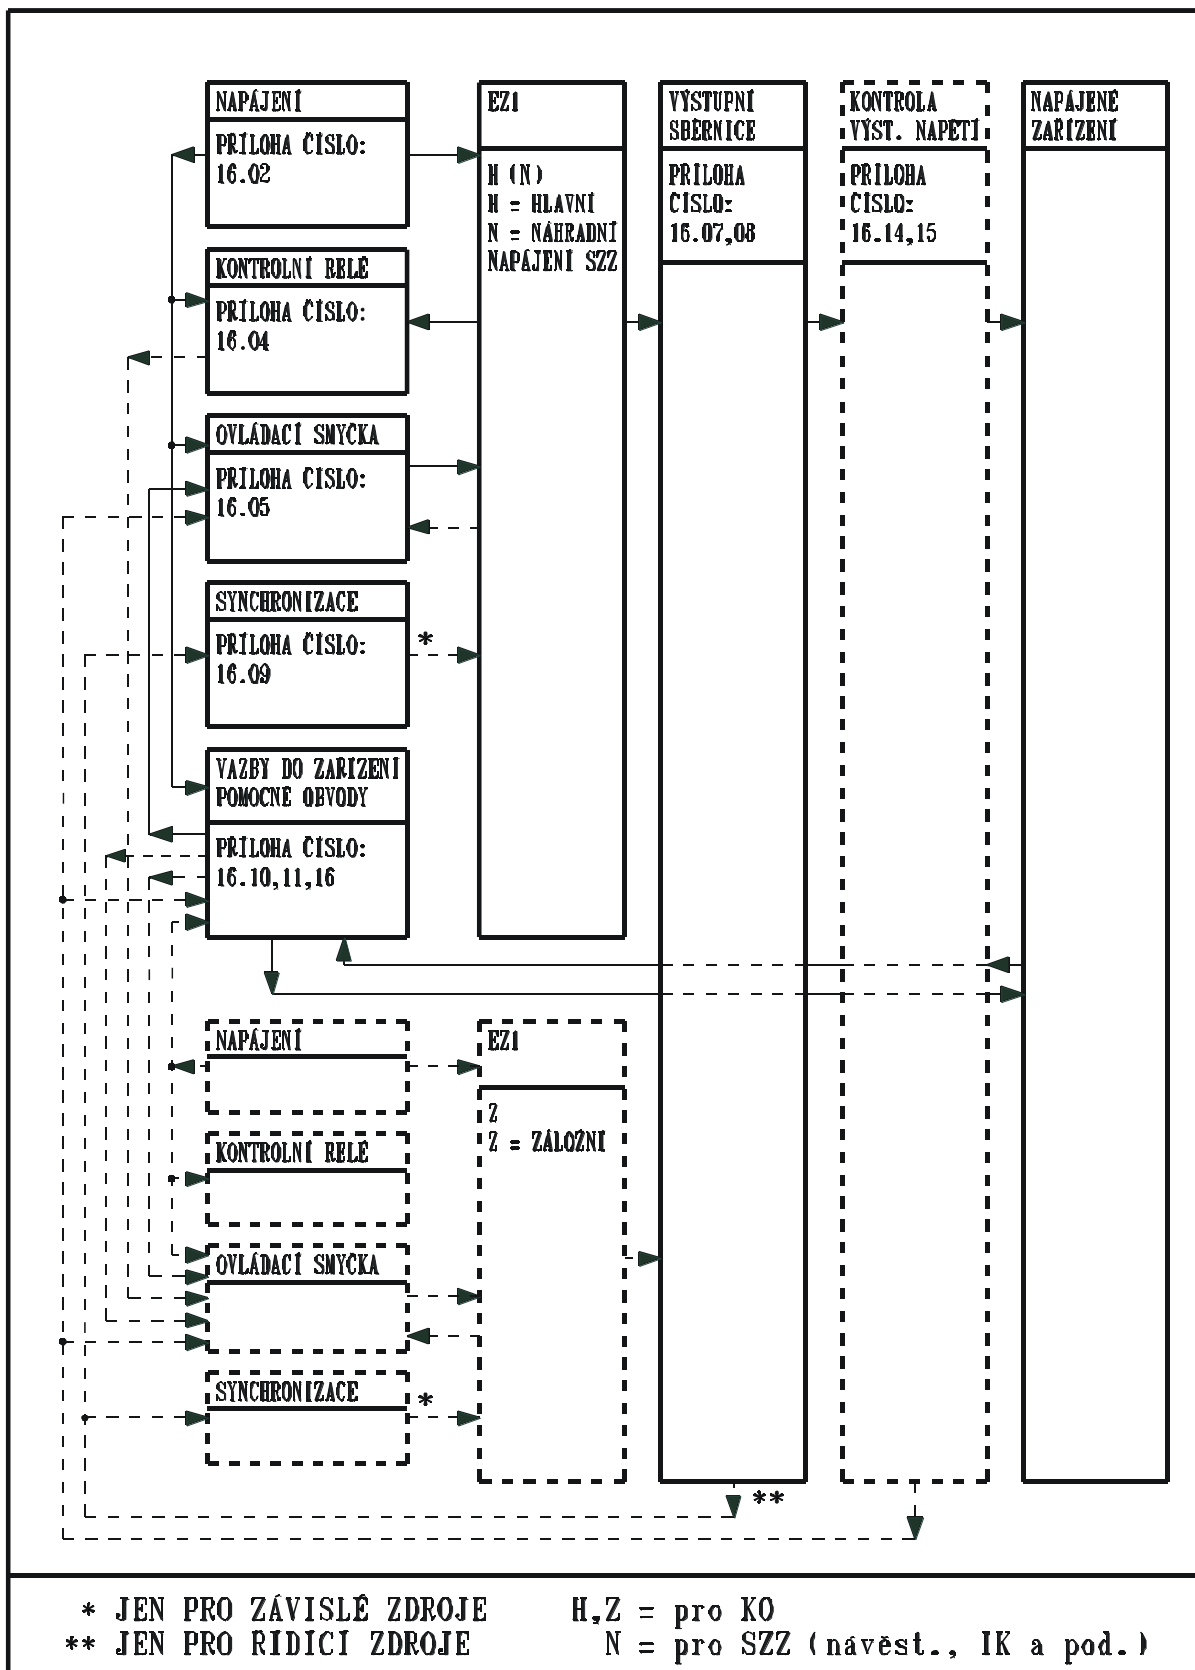 NAPÁJENÍ
PŘÍLOHA ČÍSLO:
16.02
KONTROLNÍ RELÉ
PŘÍLOHA ČÍSLO:
16.04
OVLÁDACÍ SMYČKA
PŘÍLOHA ČÍSLO:
16.05
SYNCHRONIZACE
PŘÍLOHA ČÍSLO:
16.09
*
VAZBY DO ZAŘÍZENÍ
POMOCNÉ OBVODY
PŘÍLOHA ČÍSLO:
16.10,11,16
EZ1
H (N)
H = HLAVNÍ
N = NÁHRADNÍ
NAPÁJENÍ SZZ
VÝSTUPNÍ
SBĚRNICE
PŘÍLOHA
ČÍSLO:
16.07,08
KONTROLA
VÝST. NAPĚTÍ
PŘÍLOHA
ČÍSLO:
16.14,15
NAPÁJENÉ
ZAŘÍZENÍ
NAPÁJENÍ
KONTROLNÍ RELÉ
OVLÁDACÍ SMYČKA
SYNCHRONIZACE
*
EZ1
Z
Z = ZÁLOŽNÍ
**
* JEN PRO ZÁVISLÉ ZDROJE
** JEN PRO ŘÍDÍCÍ ZDROJE
H,Z = pro KO
N = pro SZZ (návěst., IK a pod.)